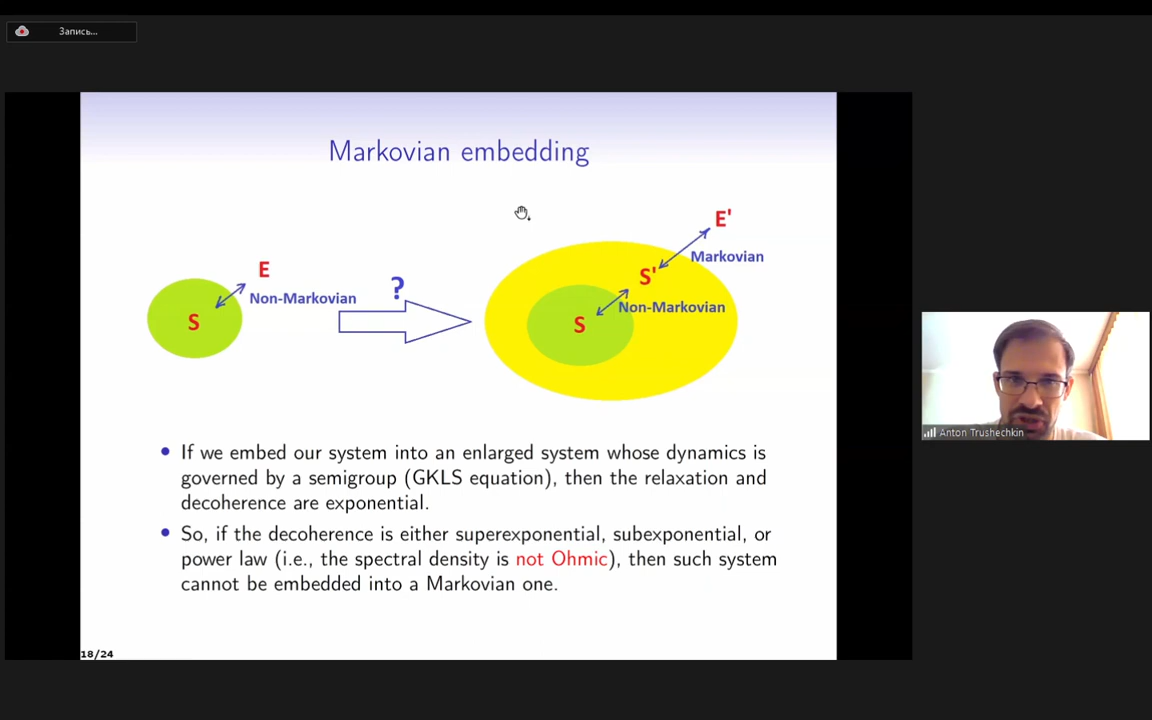 Запись...
Markovian embedding
E
Non-Markovian
S
?
E'
Markovian
S'
Non-Markovian
S
• If we embed our system into an enlarged system whose dynamics is
governed by a semigroup (GKLS equation), then the relaxation and
decoherence are exponential.
• So, if the decoherence is either superexponential, subexponential, or
power law (i.e., the spectral density is not Ohmic), then such system
cannot be embedded into a Markovian one.
18/24
Anton Trushechkin